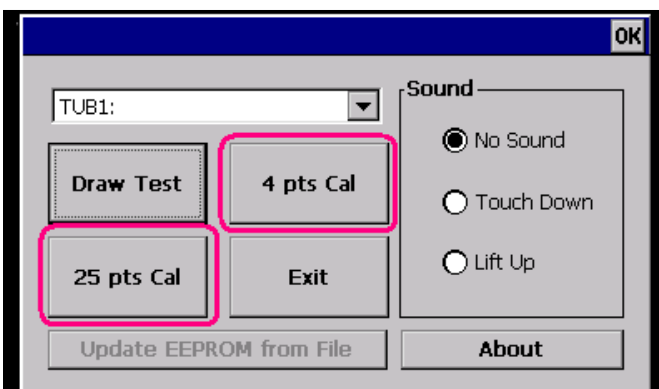 OK
TUB1:
Sound
No Sound
Draw Test
4 pts Cal
Touch Down
25 pts Cal
Exit
Lift Up
Update EEPROM from File
About